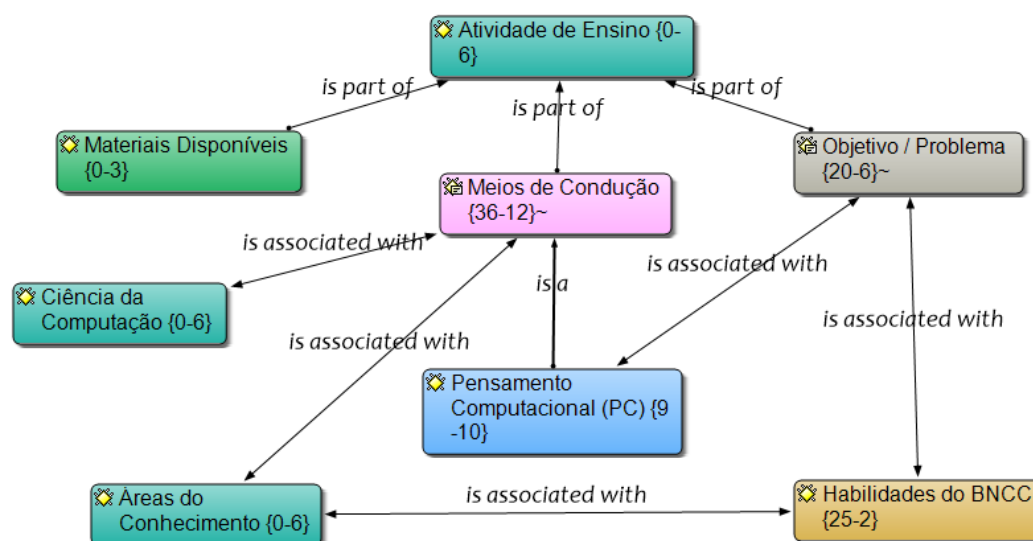 Atividade de Ensino {0-
6}
is part of
is part of
is part of
Materiais Disponíveis
{0-3}
Objetivo / Problema
{20-6}~
Meios de Condução
{36-12}~
is associated with
is associated with
is a
Ciência da
Computação {0-6}
is associated with
is associated with
Pensamento
Computacional (PC) {9
-10}
Áreas do
Conhecimento {0-6}
is associated with
Habilidades do BNCC
{25-2}